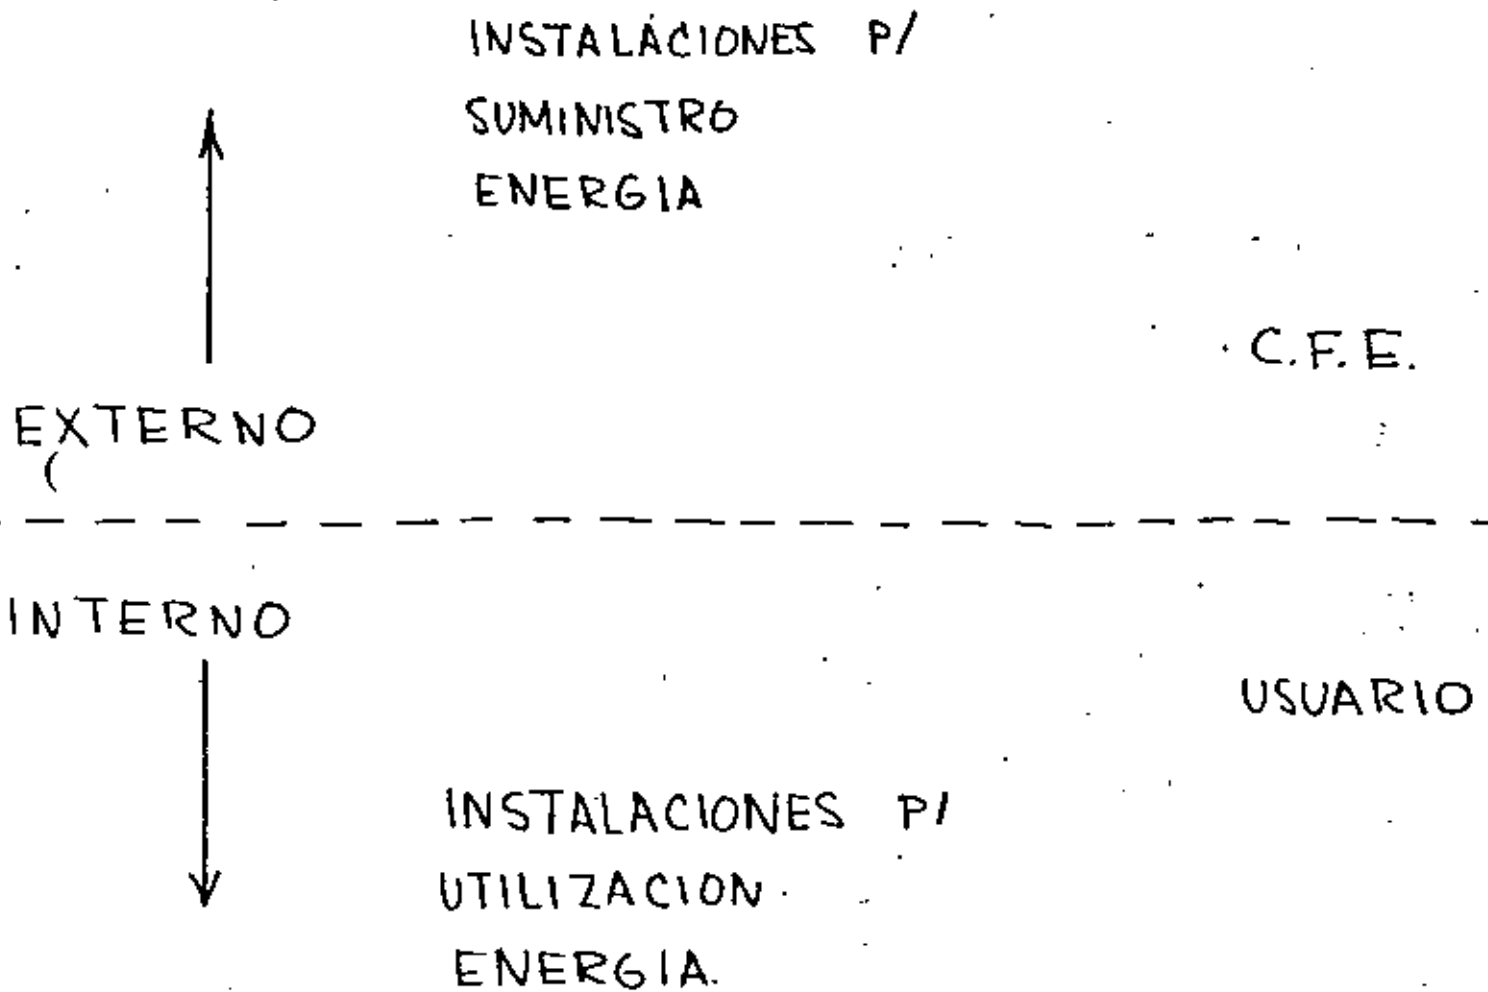 INSTALACIONES P/
SUMINISTRO
ENERGIA
C.F.E.
EXTERNO
INTERNO
USUARIO
INSTALACIONES P/
UTILIZACION
ENERGIA.